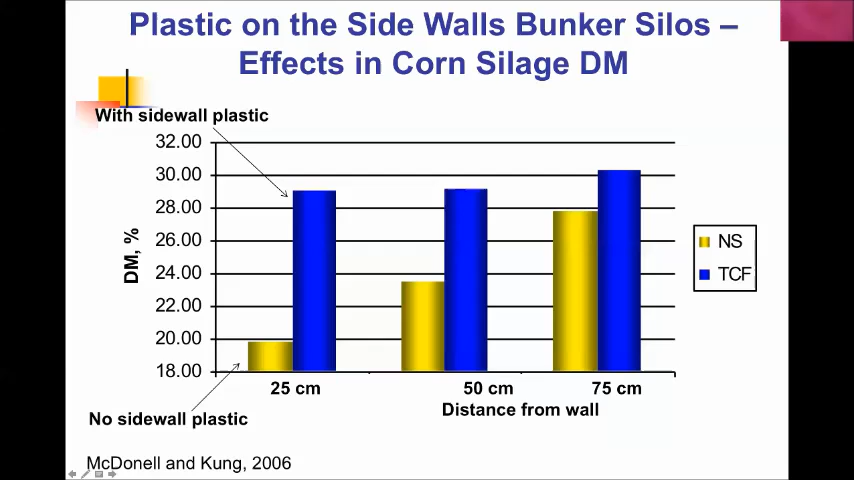 Plastic on the Side Walls Bunker Silos –
Effects in Corn Silage DM
With sidewall plastic
32.00
30.00
28.00
26.00
24.00
22.00
20.00
18.00
DM, %
NS
TCF
25 cm
50 cm
75 cm
Distance from wall
No sidewall plastic
McDonell and Kung, 2006